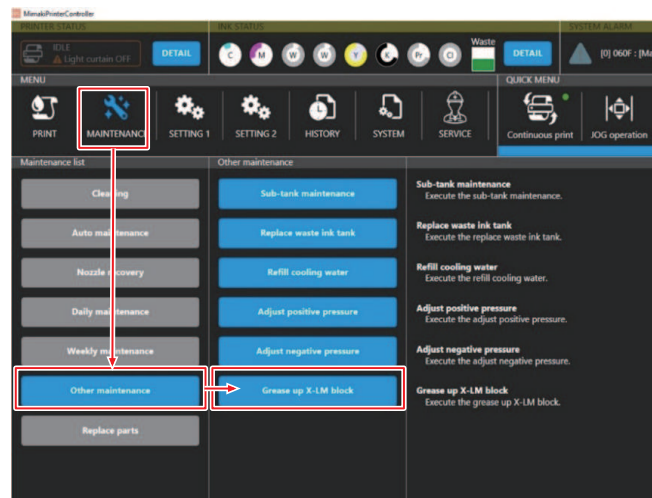 MimakiPrinterController
PRINTER STATUS
INK STATUS
SYSTEM ALARM
IDLE
Light curtain OFF
DETAIL
C
M
W
W
Y
K
Pr
Cl
Waste
DETAIL
[0] 060F : [Ma
MENU
QUICK MENU
PRINT
MAINTENANCE
SETTING 1
SETTING 2
HISTORY
SYSTEM
SERVICE
Continuous print
JOG operation
Maintenance list
Other maintenance
Cleaning
Sub-tank maintenance
Sub-tank maintenance
Execute the sub-tank maintenance.
Auto maintenance
Replace waste ink tank
Replace waste ink tank
Execute the replace waste ink tank.
Nozzle recovery
Refill cooling water
Refill cooling water
Execute the refill cooling water.
Daily maintenance
Adjust positive pressure
Adjust positive pressure
Execute the adjust positive pressure.
Weekly maintenance
Adjust negative pressure
Adjust negative pressure
Execute the adjust negative pressure.
Other maintenance
Grease up X-LM block
Grease up X-LM block
Execute the grease up X-LM block.
Replace parts